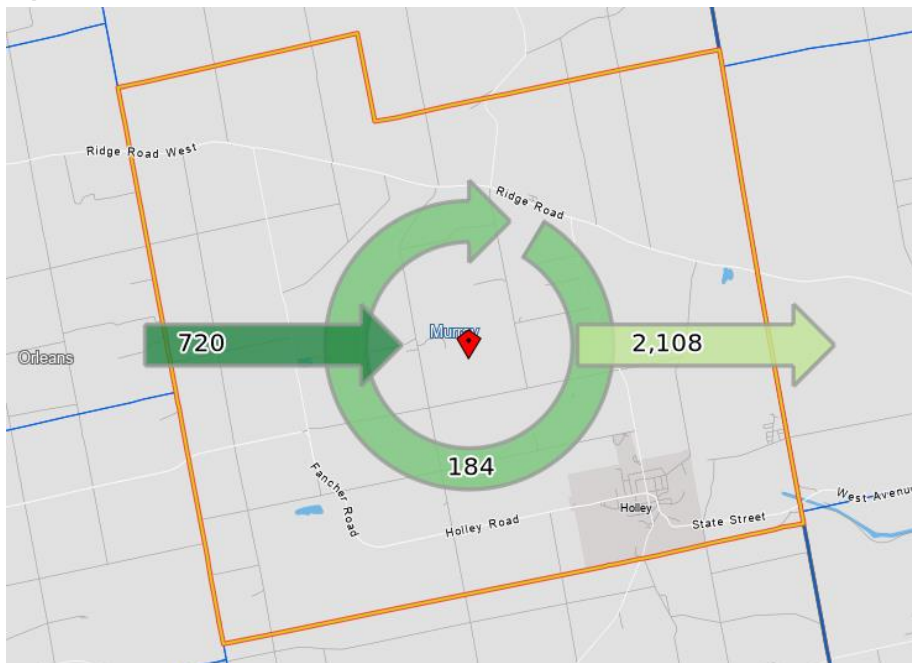 Ridge Road West
Ridge Road
720
Murray
2,108
Orleans
184
Fancher Road
Holley
West Avenue
State Street
Holley Road